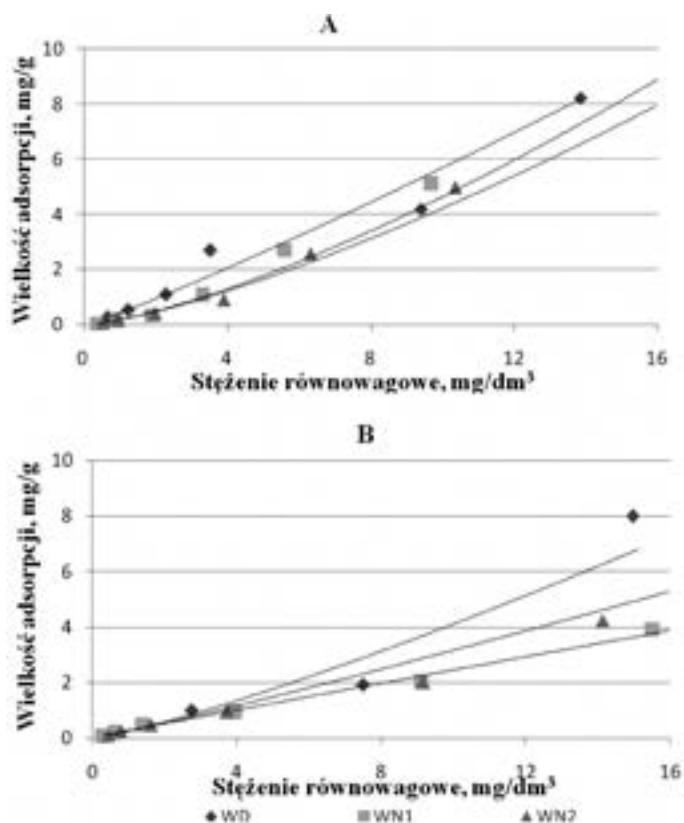 A
Wielkość adsorpcji, mg/g
10
8
6
4
2
0
0 4 8 12 16
Stężenie równowagowe, mg/dm³
B
Wielkość adsorpcji, mg/g
10
8
6
4
2
0
0 4 8 12 16
Stężenie równowagowe, mg/dm³
WD WN1 WN2